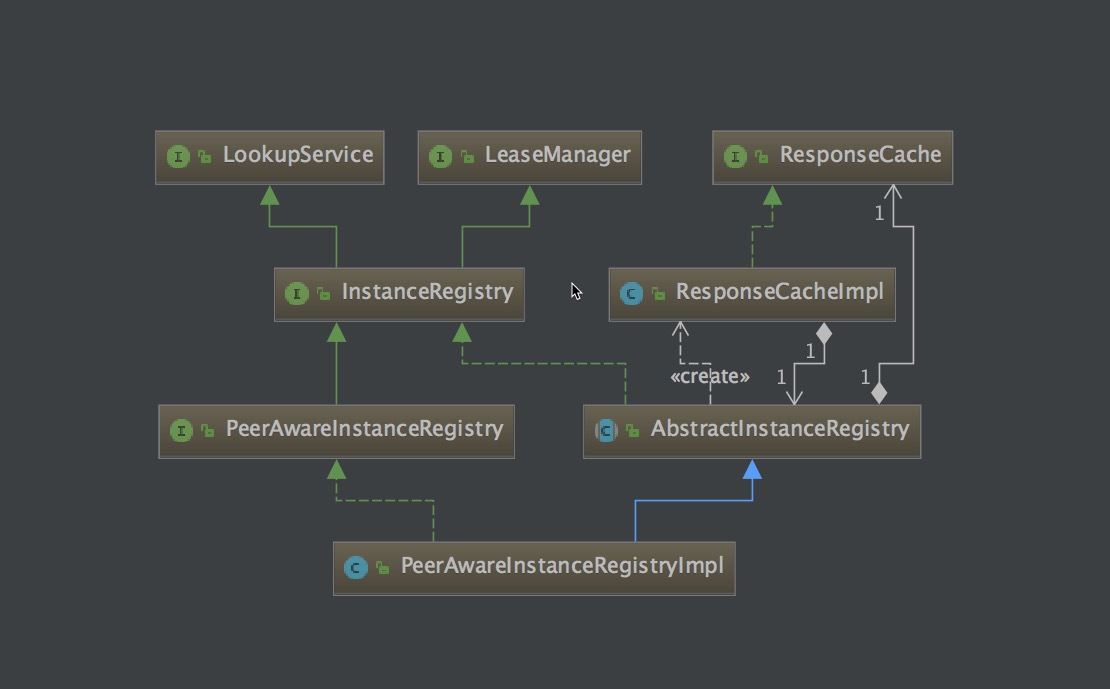 I LookupService
I LeaseManager
I ResponseCache
1
I InstanceRegistry
C ResponseCacheImpl
1
«create»
1
1
I PeerAwareInstanceRegistry
C AbstractInstanceRegistry
C PeerAwareInstanceRegistryImpl